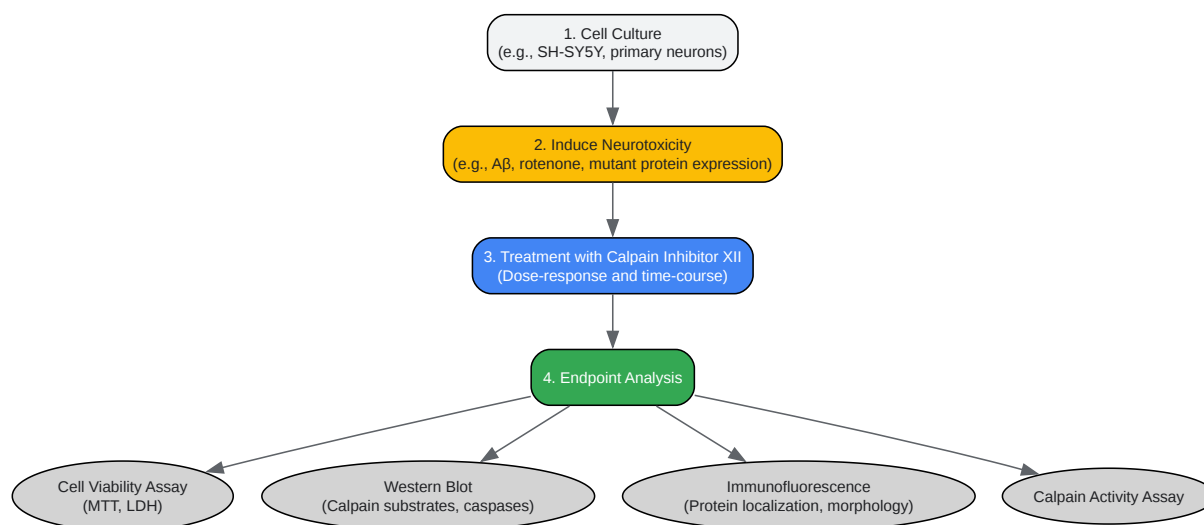 1. Cell Culture
(e.g., SH-SY5Y, primary neurons)
2. Induce Neurotoxicity
(e.g., Aβ, rotenone, mutant protein expression)
3. Treatment with Calpain Inhibitor XII
(Dose-response and time-course)
4. Endpoint Analysis
Cell Viability Assay
(MTT, LDH)
Western Blot
(Calpain substrates, caspases)
Immunofluorescence
(Protein localization, morphology)
Calpain Activity Assay